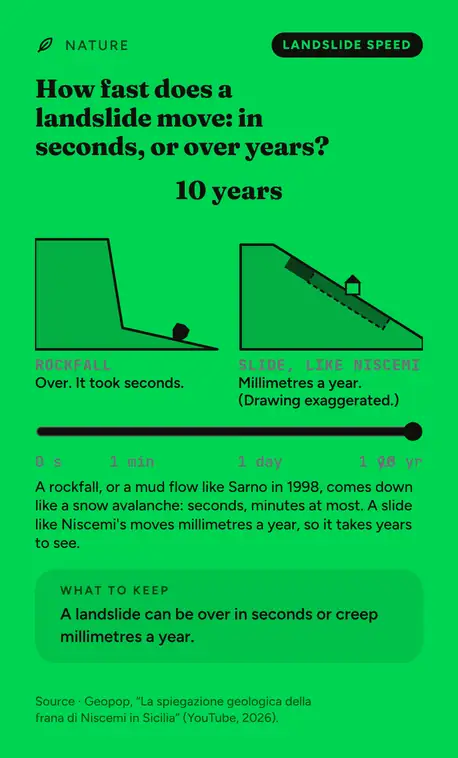 NATURE
LANDSLIDE SPEED
How fast does a
landslide move: in
seconds, or over years?
10 years
ROCKFALL
Over. It took seconds.
SLIDE, LIKE NISCEMI
Millimetres a year.
(Drawing exaggerated.)
0 s 1 min 1 day 1 yr 10 yr
A rockfall, or a mud flow like Sarno in 1998, comes down
like a snow avalanche: seconds, minutes at most. A slide
like Niscemi's moves millimetres a year, so it takes years
to see.
WHAT TO KEEP
A landslide can be over in seconds or creep
millimetres a year.
Source · Geopop, “La spiegazione geologica della
frana di Niscemi in Sicilia” (YouTube, 2026).